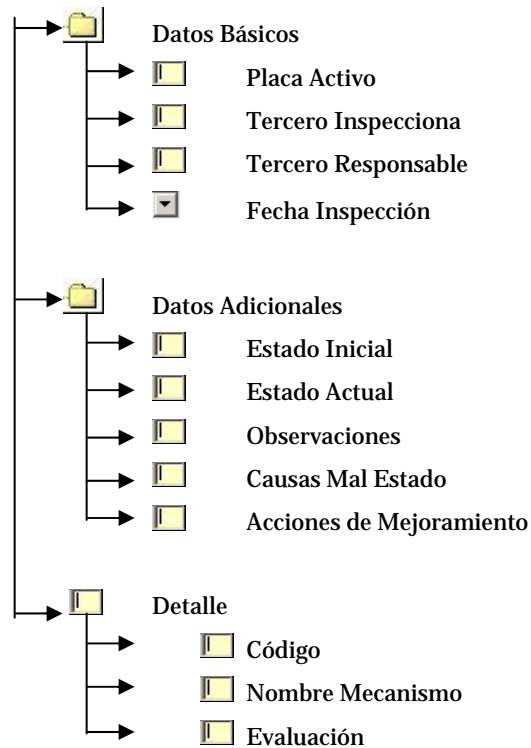 Datos Básicos
Placa Activo
Tercero Inspecciona
Tercero Responsable
Fecha Inspección
Datos Adicionales
Estado Inicial
Estado Actual
Observaciones
Causas Mal Estado
Acciones de Mejoramiento
Detalle
Código
Nombre Mecanismo
Evaluación